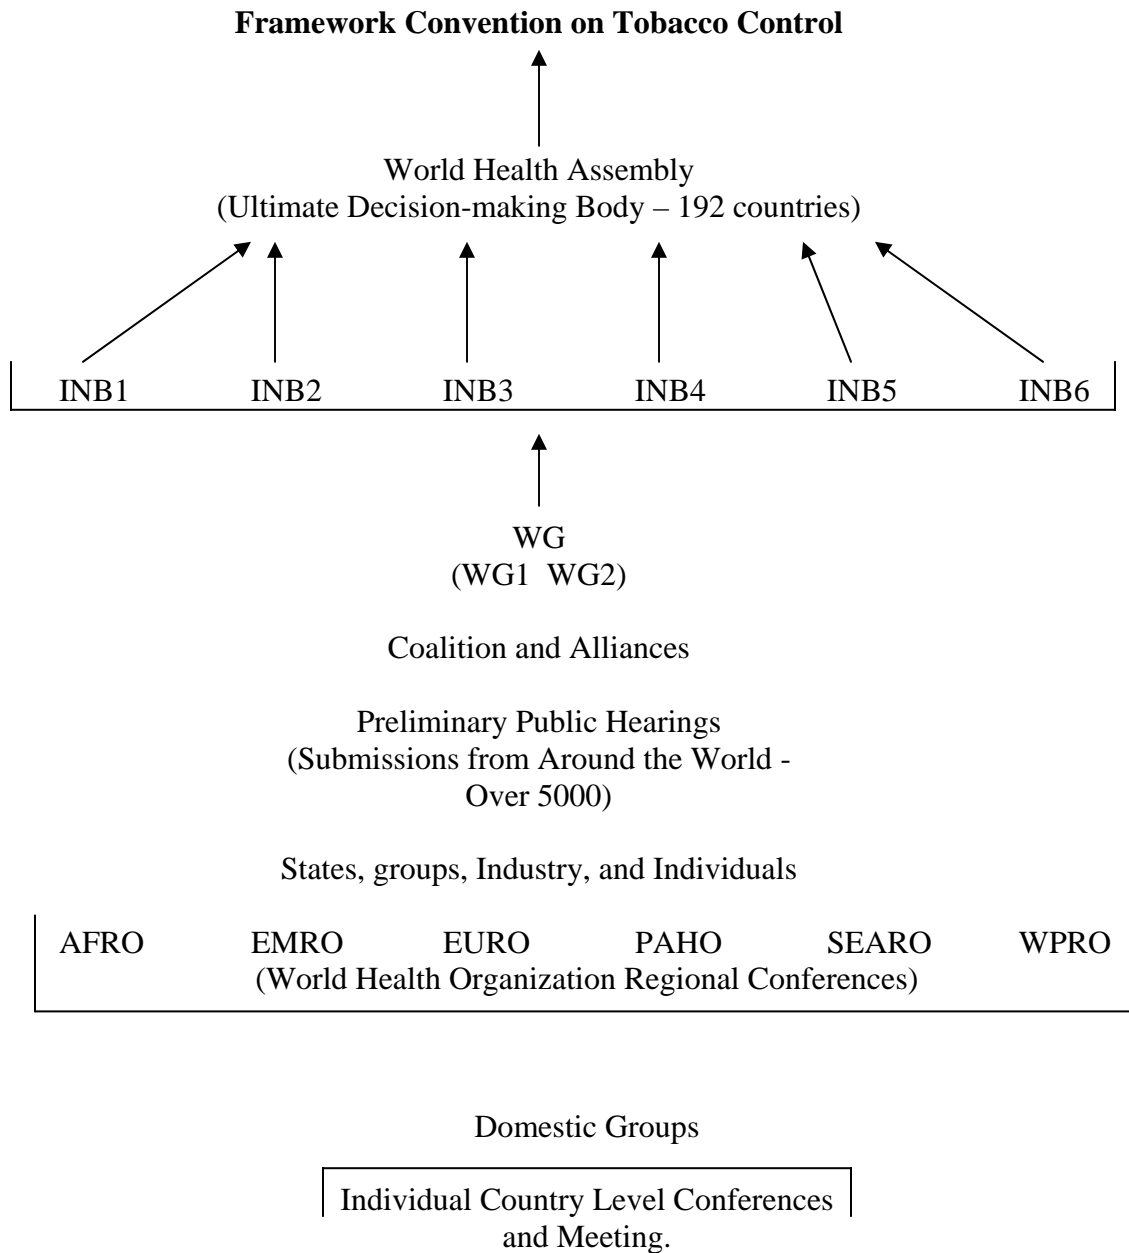 Framework Convention on Tobacco Control
World Health Assembly
(Ultimate Decision-making Body – 192 countries)
INB1 INB2 INB3 INB4 INB5 INB6
WG
(WG1 WG2)
Coalition and Alliances
Preliminary Public Hearings
(Submissions from Around the World -
Over 5000)
States, groups, Industry, and Individuals
AFRO EMRO EURO PAHO SEARO WPRO
(World Health Organization Regional Conferences)
Domestic Groups
Individual Country Level Conferences
and Meeting.